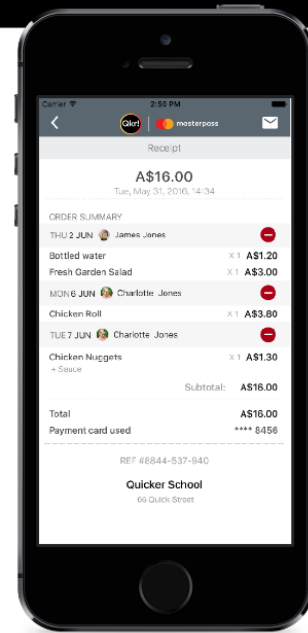 Carrier 2:50 PM
Qkr! masterpass
Receipt
A$16.00
Tue, May 31, 2016, 14:34
ORDER SUMMARY
THU 2 JUN James Jones
Bottled water X 1 A$1.20
Fresh Garden Salad X 1 A$3.00
MON 6 JUN Charlotte Jones
Chicken Roll X 1 A$3.80
TUE 7 JUN Charlotte Jones
Chicken Nuggets X 1 A$1.30
+ Sauce
Subtotal: A$16.00
Total A$16.00
Payment card used **** 8456
REF #8844-537-940
Quicker School
66 Quick Street